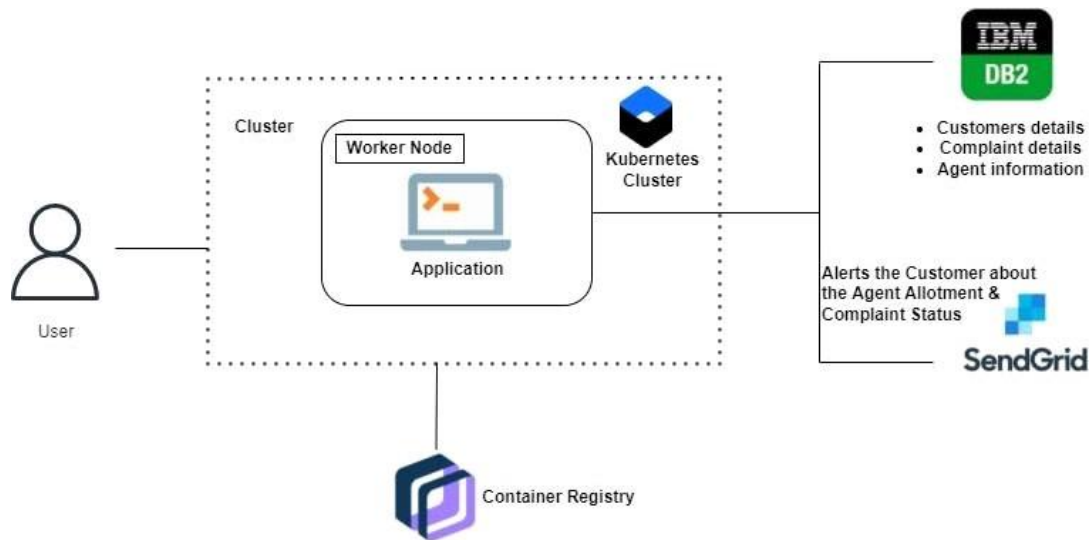 IBM
DB2
• Customers details
• Complaint details
• Agent information
Cluster
Worker Node
Kubernetes
Cluster
Application
User
Alerts the Customer about
the Agent Allotment &
Complaint Status
SendGrid
Container Registry